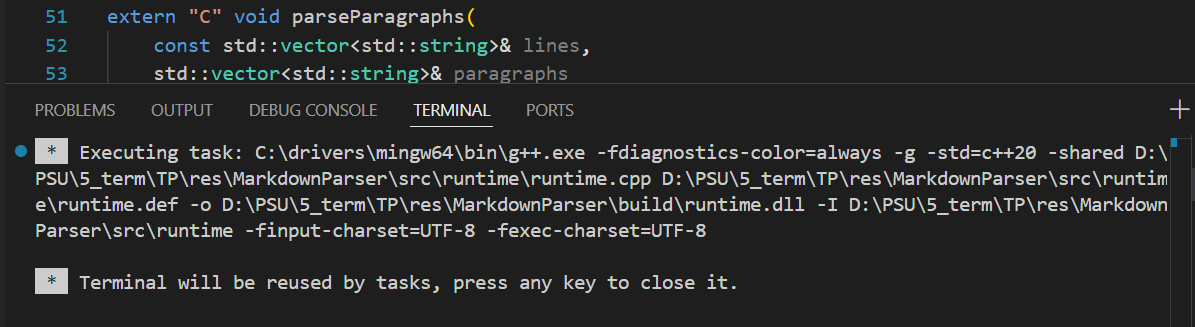 51 extern "C" void parseParagraphs(
52 const std::vector<std::string>& lines,
53 std::vector<std::string>& paragraphs
PROBLEMS OUTPUT DEBUG CONSOLE TERMINAL PORTS
* Executing task: C:\drivers\mingw64\bin\g++.exe -fdiagnostics-color=always -g -std=c++20 -shared D:\
PSU\5_term\TP\res\MarkdownParser\src\runtime\runtime.cpp D:\PSU\5_term\TP\res\MarkdownParser\src\runtim
e\runtime.def -o D:\PSU\5_term\TP\res\MarkdownParser\build\runtime.dll -I D:\PSU\5_term\TP\res\Markdown
Parser\src\runtime -finput-charset=UTF-8 -fexec-charset=UTF-8
* Terminal will be reused by tasks, press any key to close it.